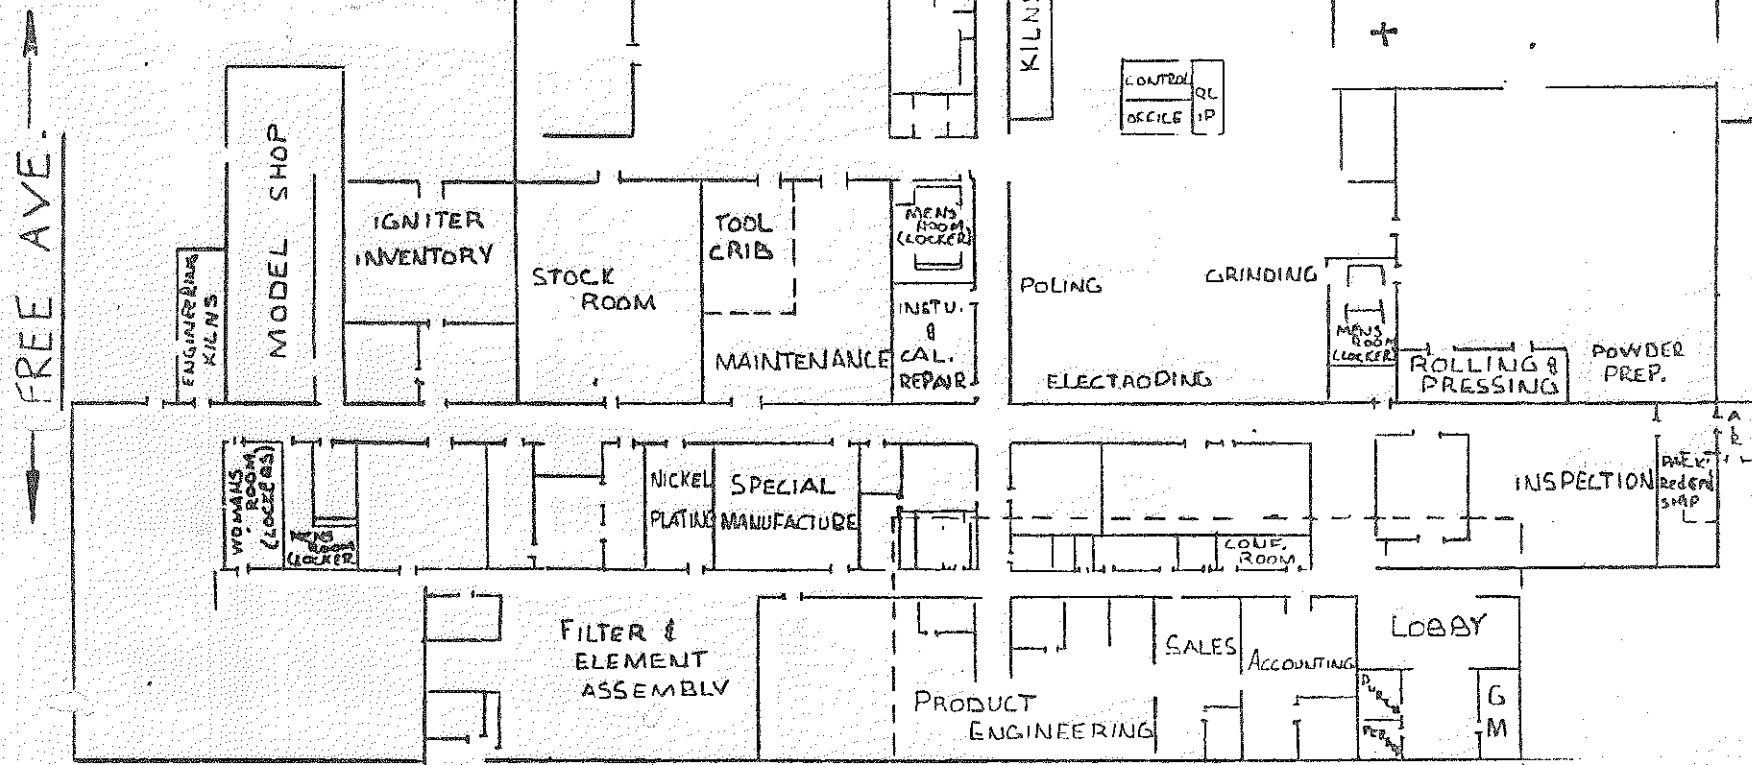 FREE AVE.
KILNS
CONTROL
OFFICE
MODEL SHOP
ENGINEERING
KILNS
IGNITER
INVENTORY
STOCK
ROOM
TOOL
CRIB
MAINTENANCE
MENS
ROOM
(LOCKER)
INSTU.
&
CAL.
REPAIR
POLING
ELECTRODING
GRINDING
MENS
ROOM
(LOCKER)
ROLLING &
PRESSING
POWDER
PREP.
WOMANS
ROOM
(LOCKERS)
(LOCKER
NICKEL
PLATING
SPECIAL
MANUFACTURE
CONF.
ROOM
INSPECTION
FILTER &
ELEMENT
ASSEMBLY
PRODUCT
ENGINEERING
SALES
ACCOUNTING
LOBBY
G
M